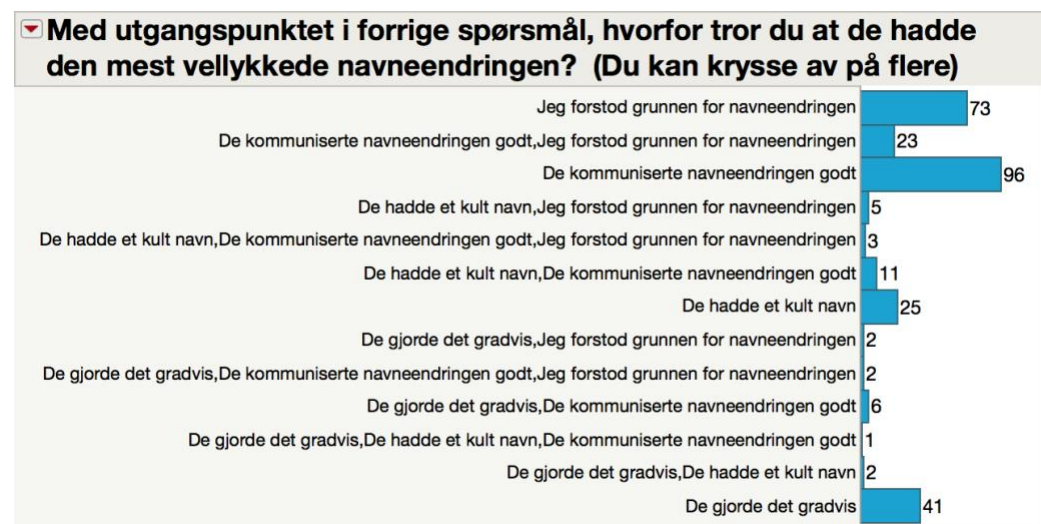 Med utgangspunktet i forrige spørsmål, hvorfor tror du at de hadde
den mest vellykkede navneendringen? (Du kan krysse av på flere)
Jeg forstod grunnen for navneendringen 73
De kommuniserte navneendringen godt,Jeg forstod grunnen for navneendringen 23
De kommuniserte navneendringen godt 96
De hadde et kult navn,Jeg forstod grunnen for navneendringen 5
De hadde et kult navn,De kommuniserte navneendringen godt,Jeg forstod grunnen for navneendringen 3
De hadde et kult navn,De kommuniserte navneendringen godt 11
De hadde et kult navn 25
De gjorde det gradvis,Jeg forstod grunnen for navneendringen 2
De gjorde det gradvis,De kommuniserte navneendringen godt,Jeg forstod grunnen for navneendringen 2
De gjorde det gradvis,De kommuniserte navneendringen godt 6
De gjorde det gradvis,De hadde et kult navn,De kommuniserte navneendringen godt 1
De gjorde det gradvis,De hadde et kult navn 2
De gjorde det gradvis 41